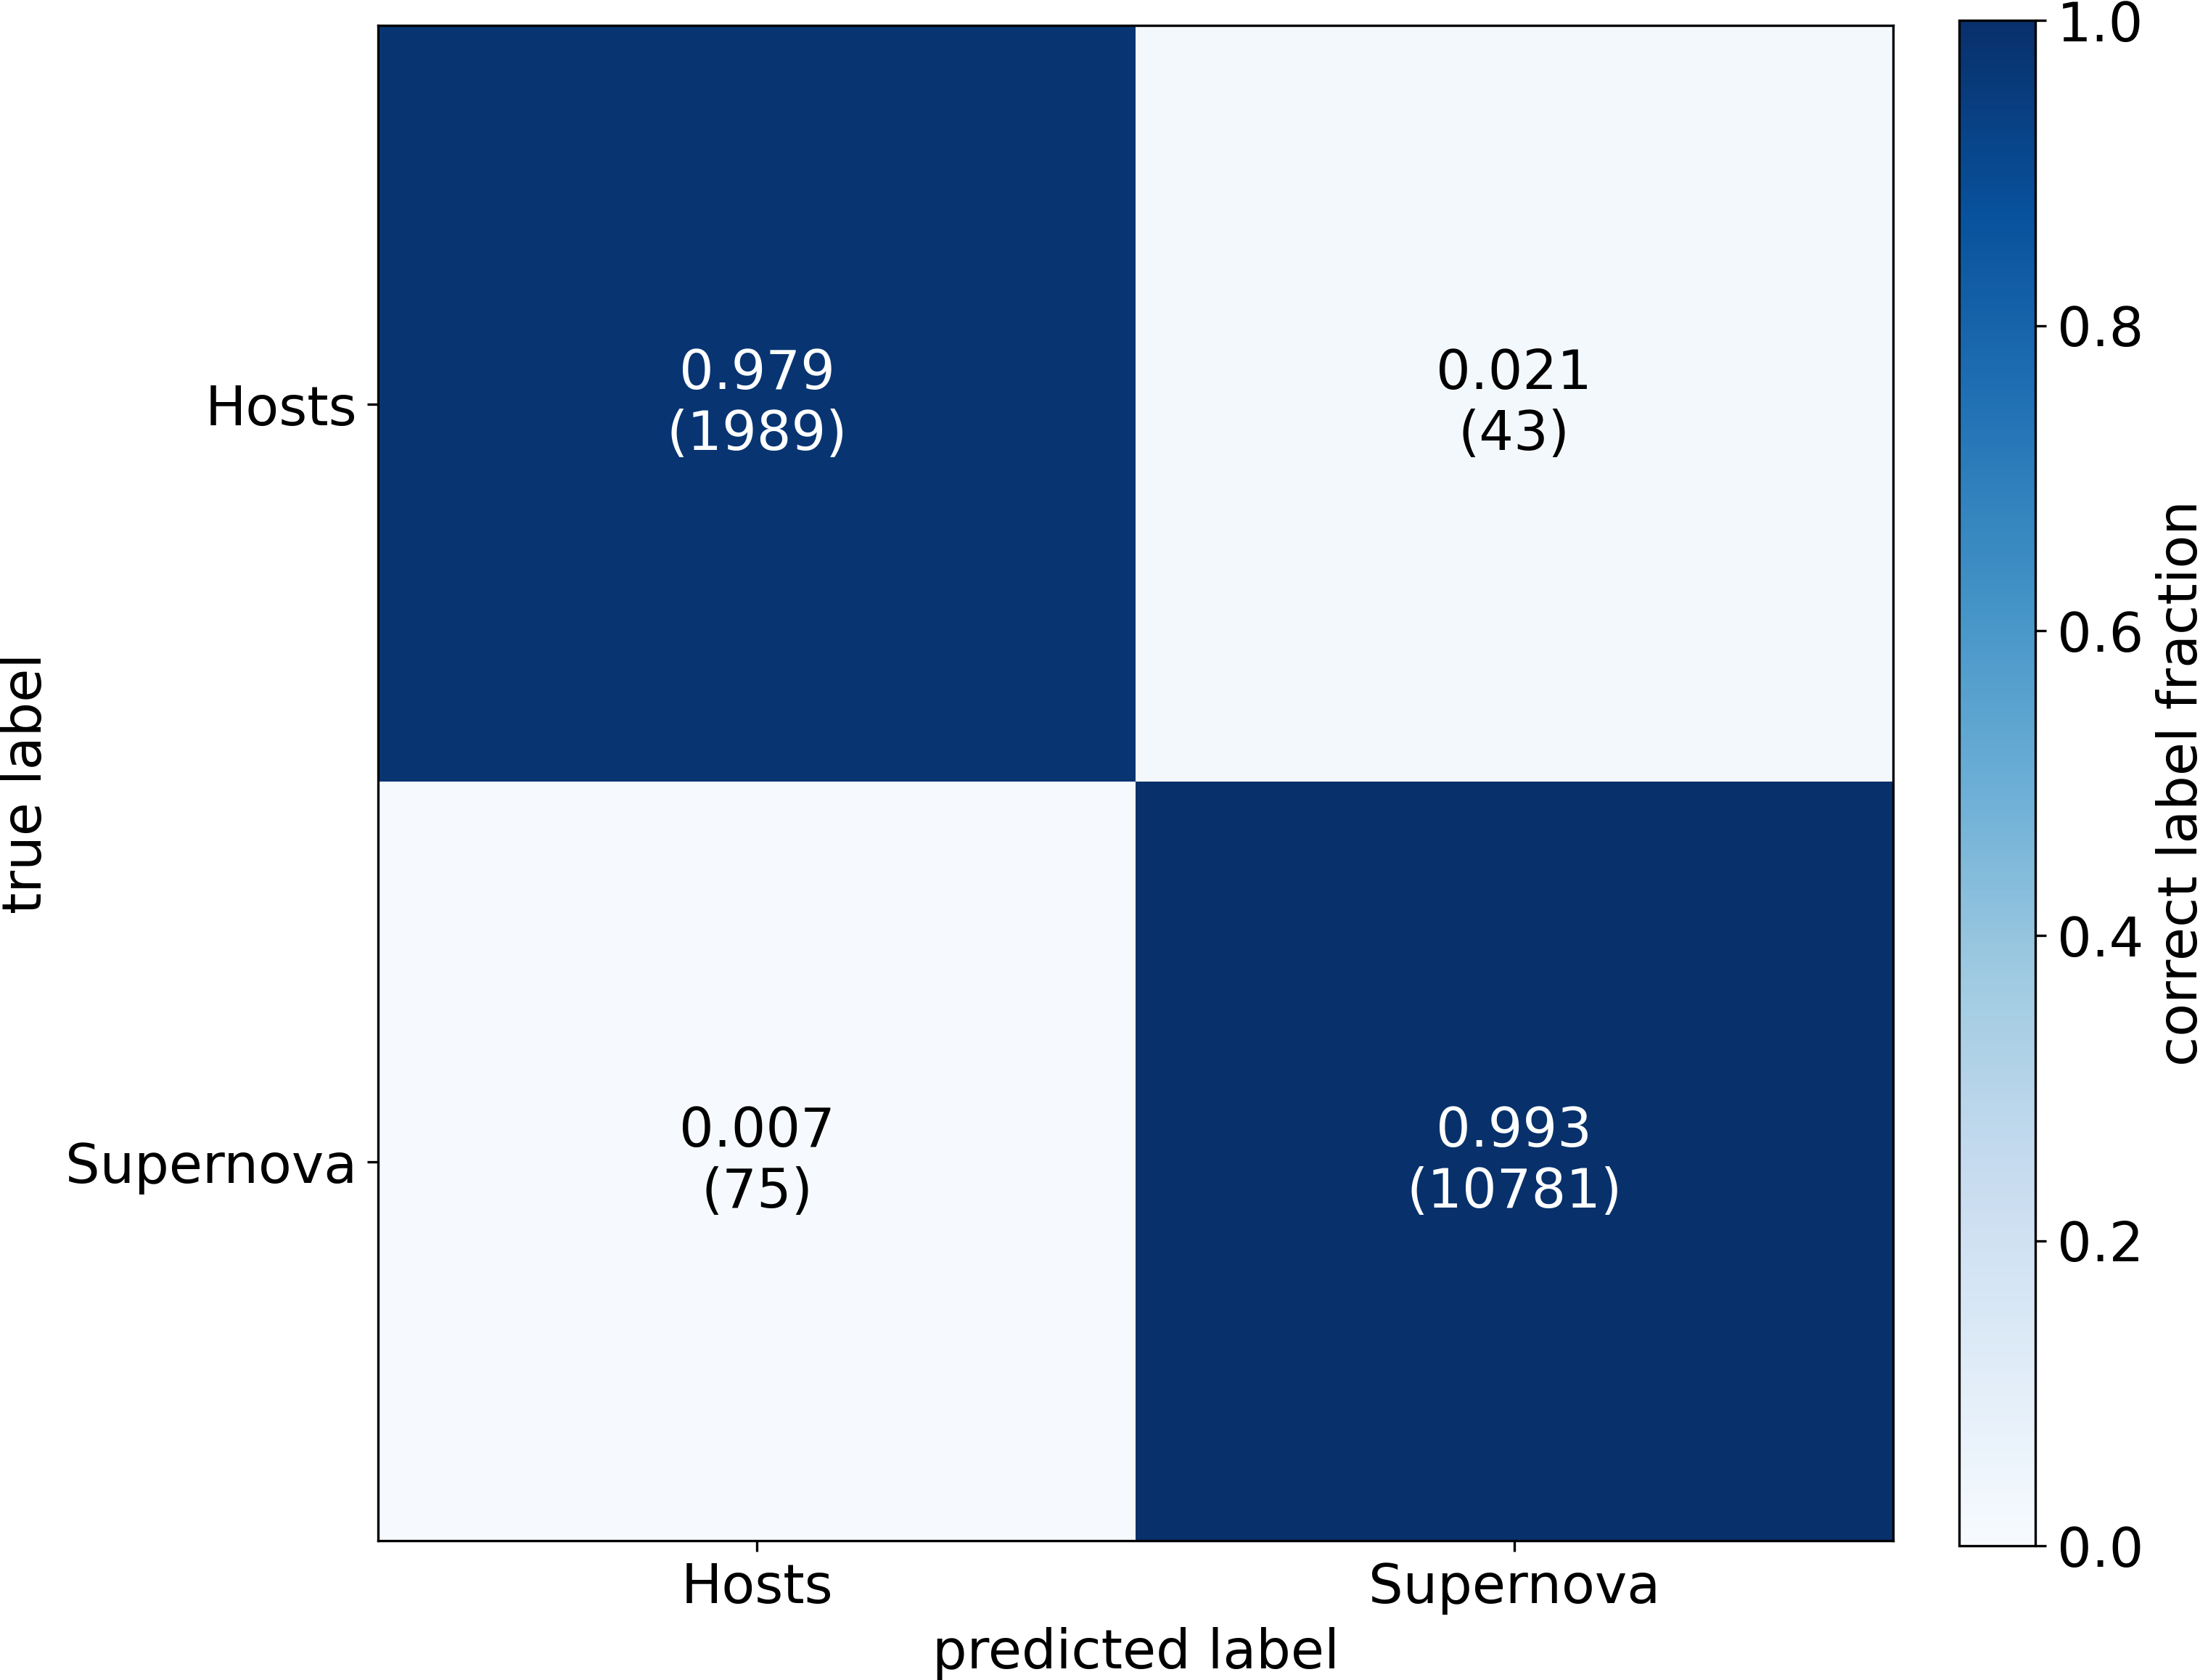 true label
Hosts
Supernova
0.979
(1989)
0.021
(43)
0.007
(75)
0.993
(10781)
Hosts
Supernova
predicted label
1.0
0.8
0.6
0.4
0.2
0.0
correct label fraction